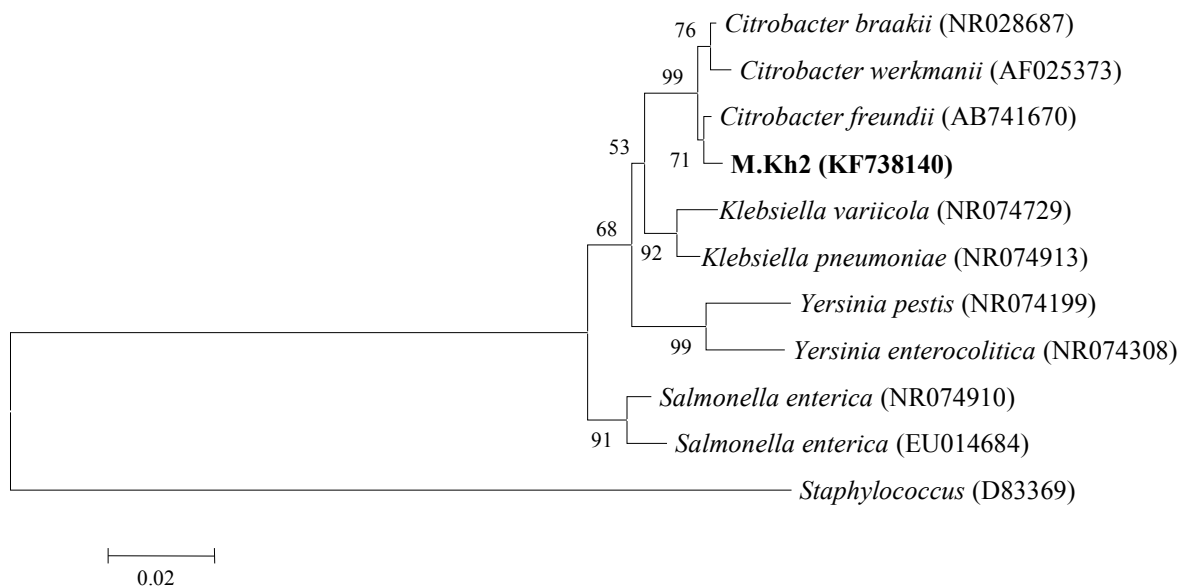 76
Citrobacter braakii (NR028687)
Citrobacter werkmanii (AF025373)
99
Citrobacter freundii (AB741670)
53
71
M.Kh2 (KF738140)
Klebsiella variicola (NR074729)
68
92
Klebsiella pneumoniae (NR074913)
Yersinia pestis (NR074199)
99
Yersinia enterocolitica (NR074308)
Salmonella enterica (NR074910)
91
Salmonella enterica (EU014684)
Staphylococcus (D83369)
0.02